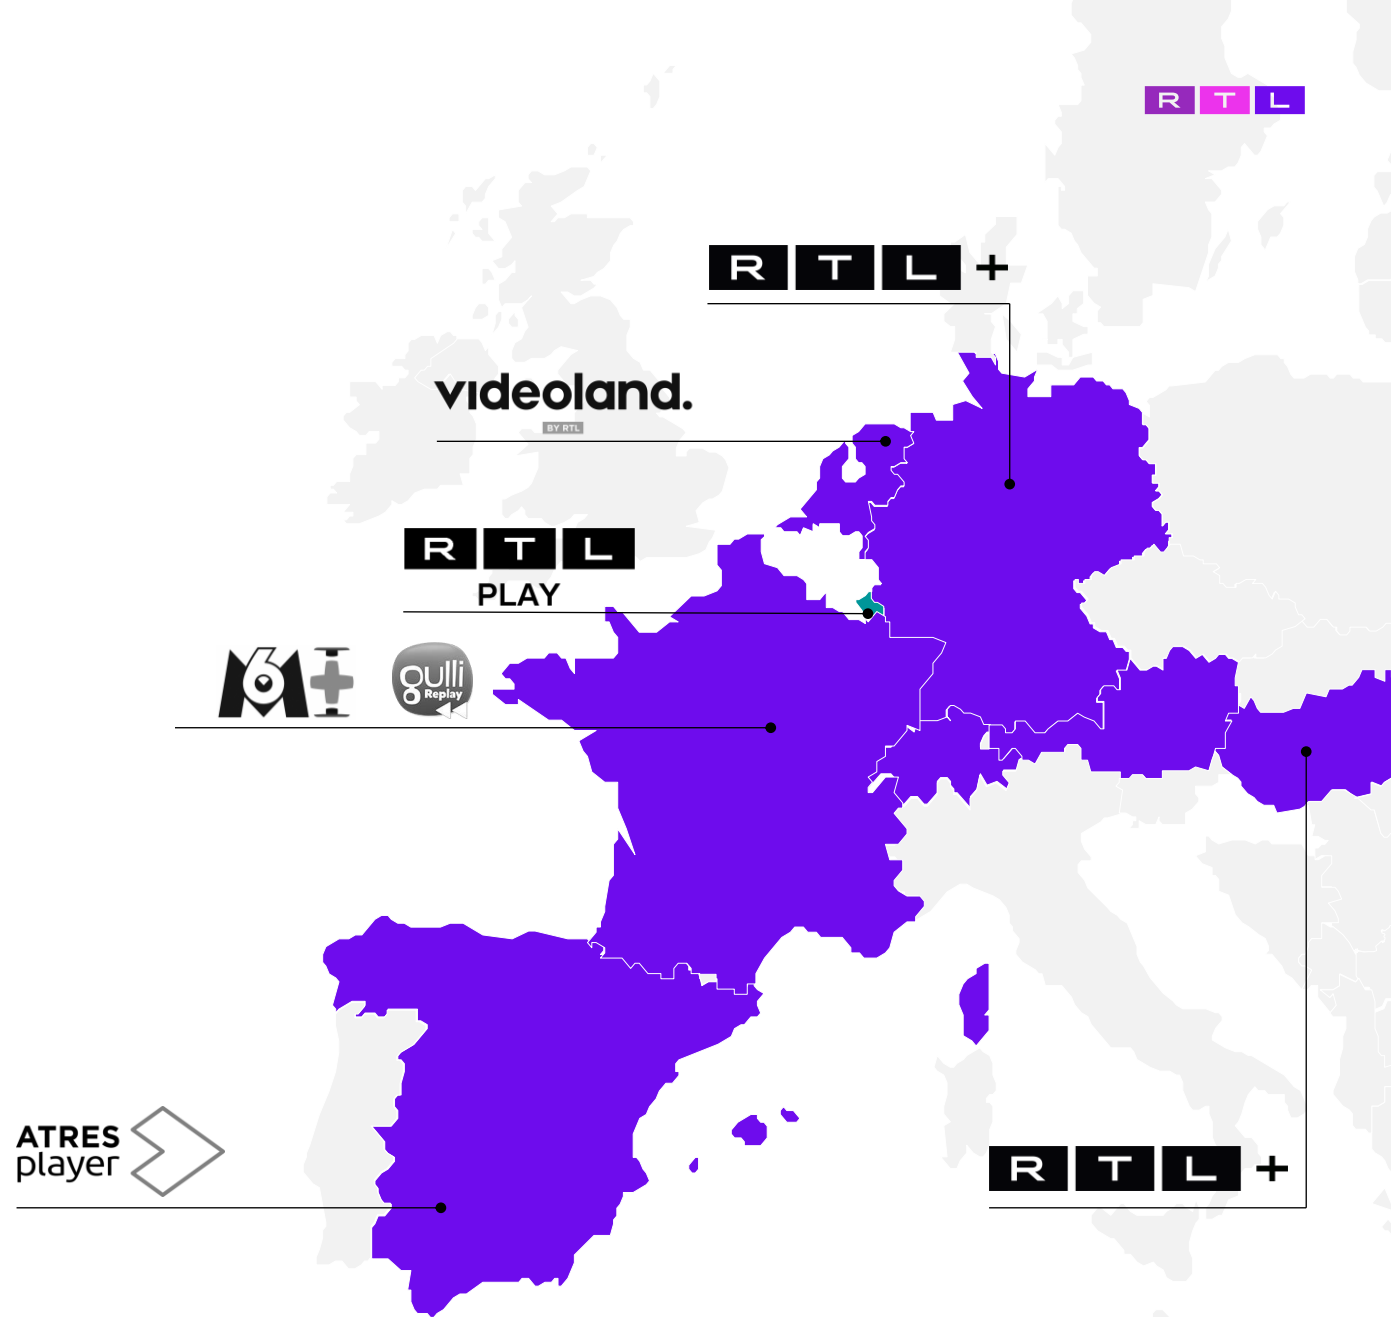 RTL
RTL +
videoland.
BY RTL
RTL
PLAY
M6+
gulli
Replay
ATRES
player
RTL +